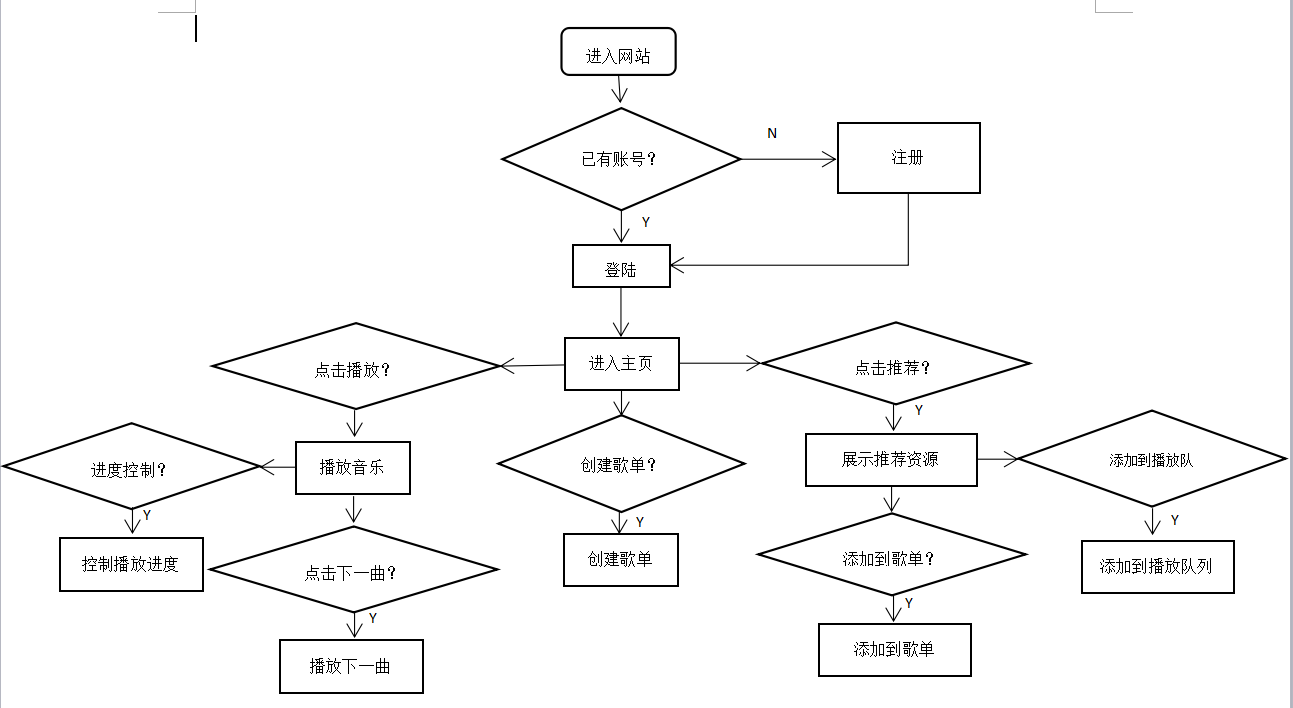 进入网站
已有账号？
N
注册
Y
登陆
点击播放？
进入主页
点击推荐？
Y
进度控制？
播放音乐
创建歌单？
展示推荐资源
添加到播放队
Y
Y
Y
控制播放进度
点击下一曲？
创建歌单
添加到歌单？
添加到播放队列
Y
Y
播放下一曲
添加到歌单